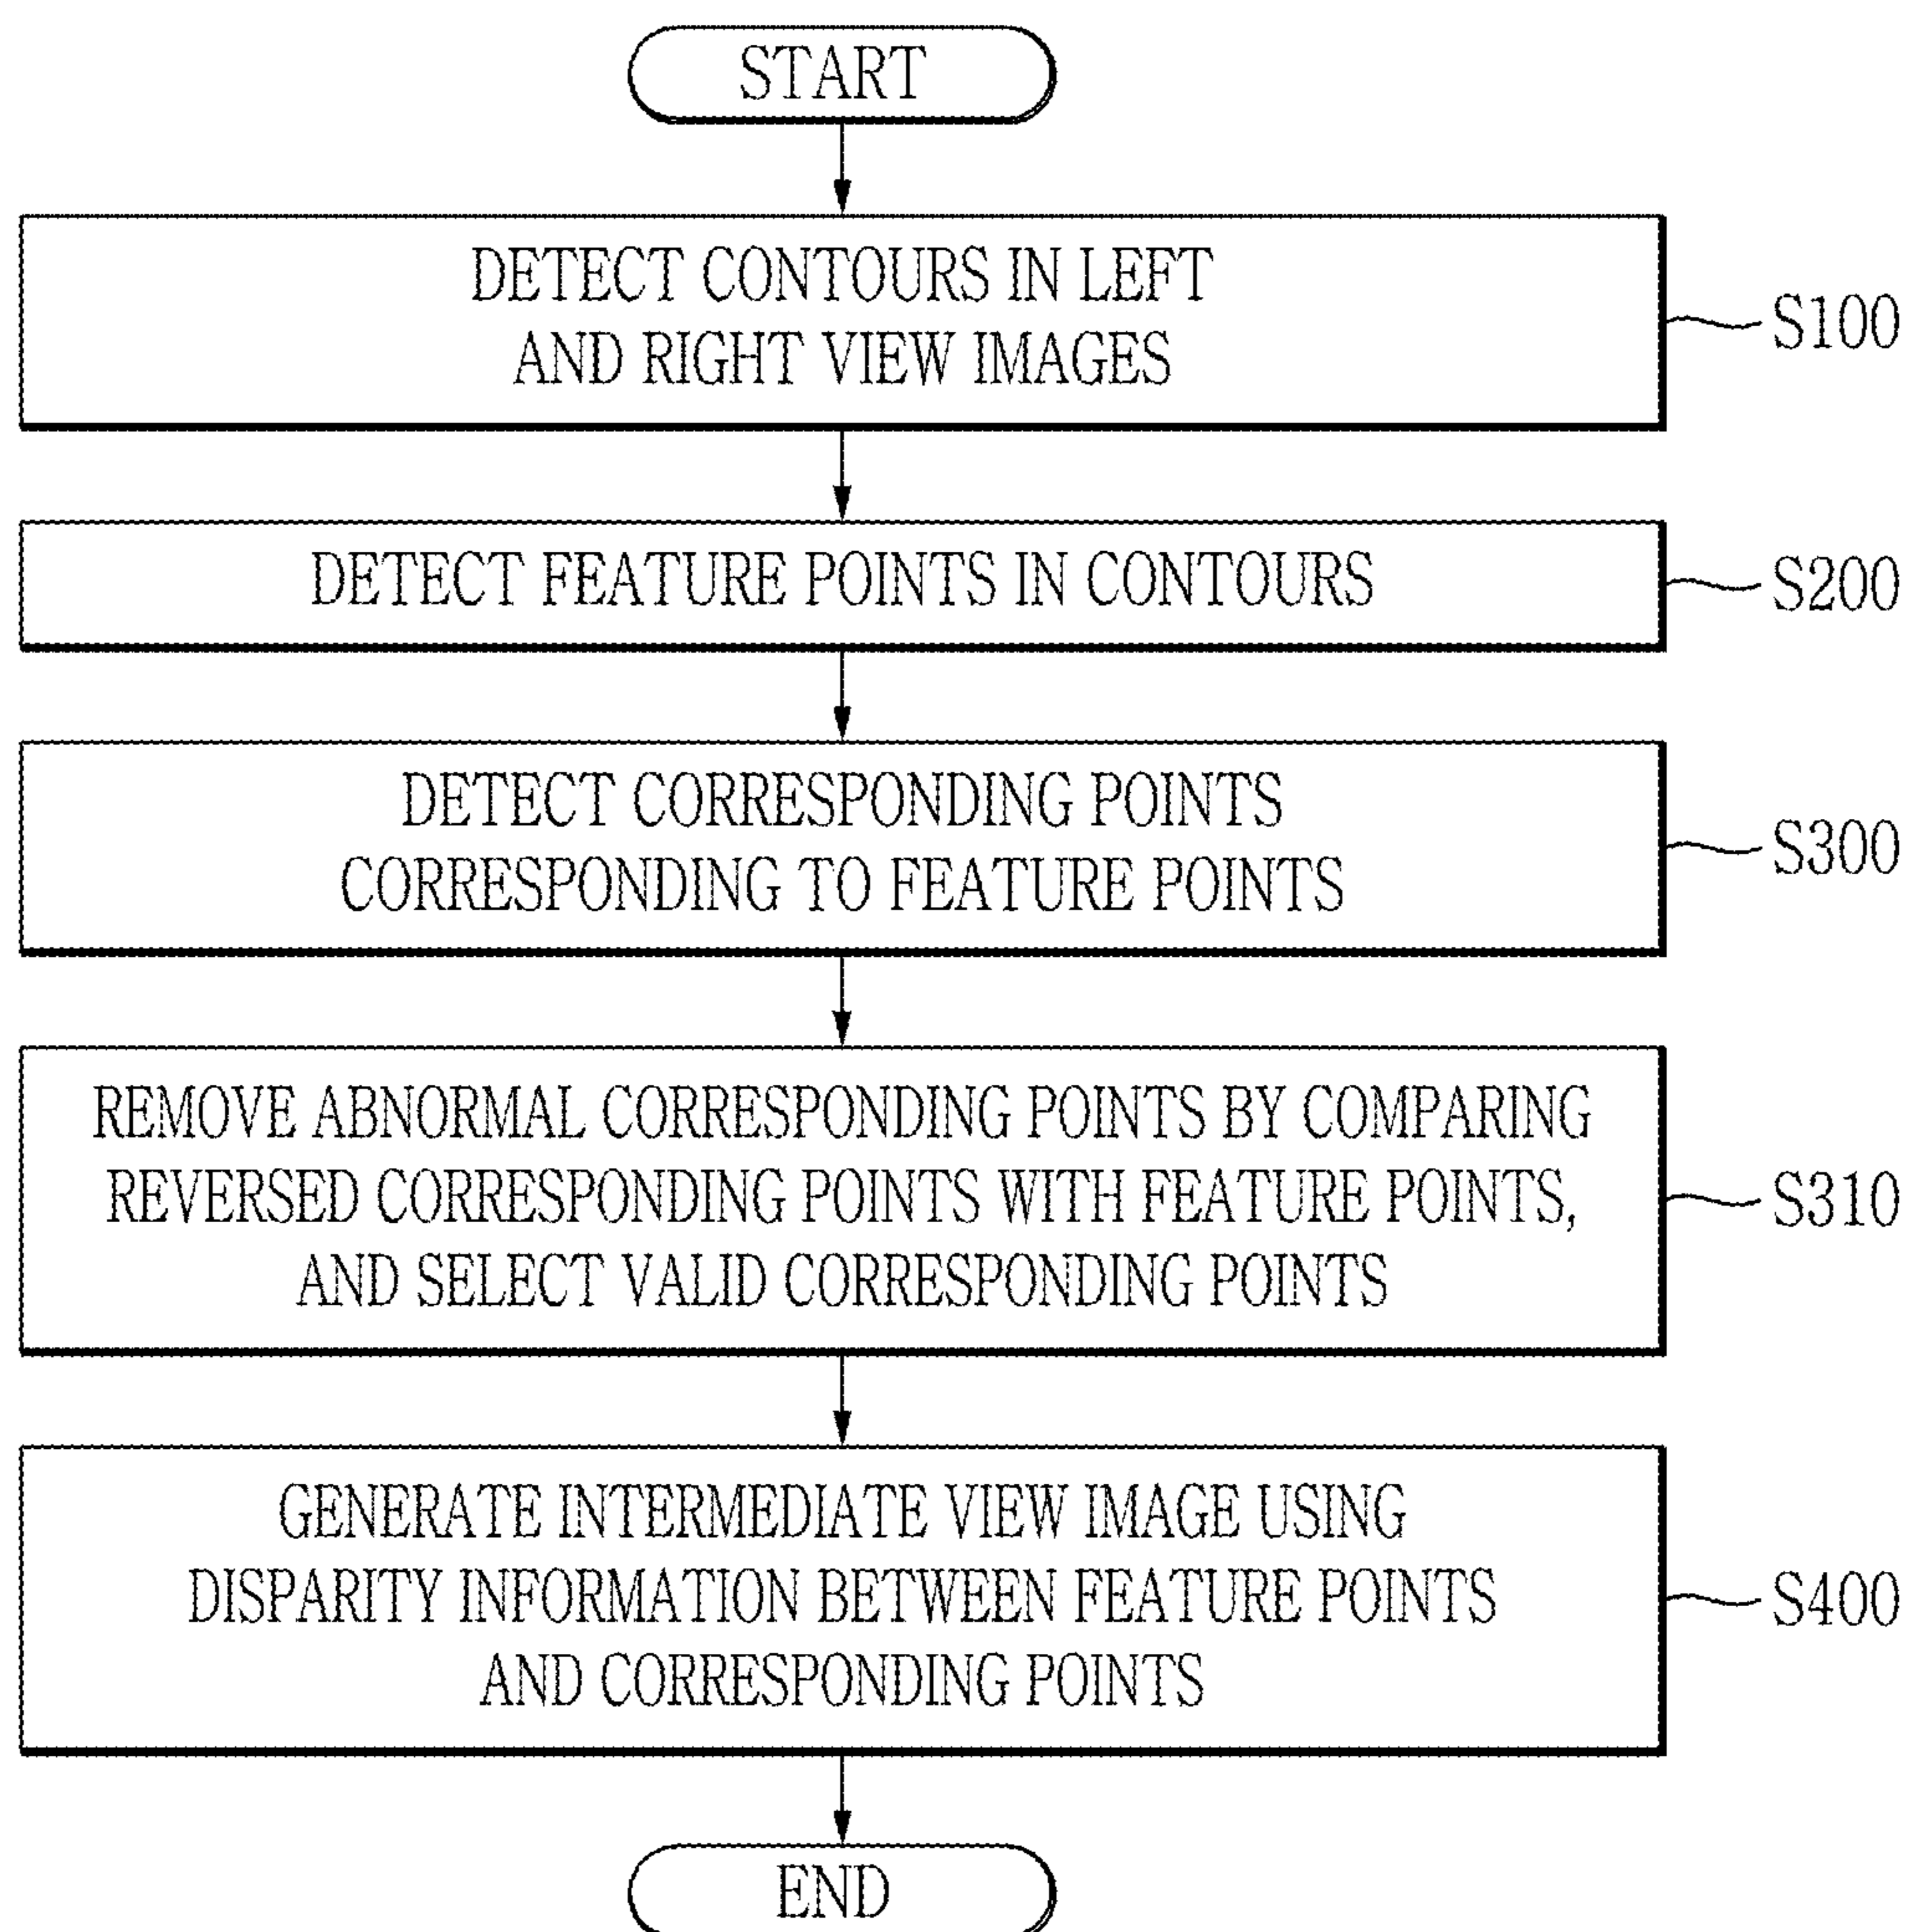 START
DETECT CONTOURS IN LEFT
AND RIGHT VIEW IMAGES
S100
DETECT FEATURE POINTS IN CONTOURS
S200
DETECT CORRESPONDING POINTS
CORRESPONDING TO FEATURE POINTS
S300
REMOVE ABNORMAL CORRESPONDING POINTS BY COMPARING
REVERSED CORRESPONDING POINTS WITH FEATURE POINTS,
AND SELECT VALID CORRESPONDING POINTS
S310
GENERATE INTERMEDIATE VIEW IMAGE USING
DISPARITY INFORMATION BETWEEN FEATURE POINTS
AND CORRESPONDING POINTS
S400
END